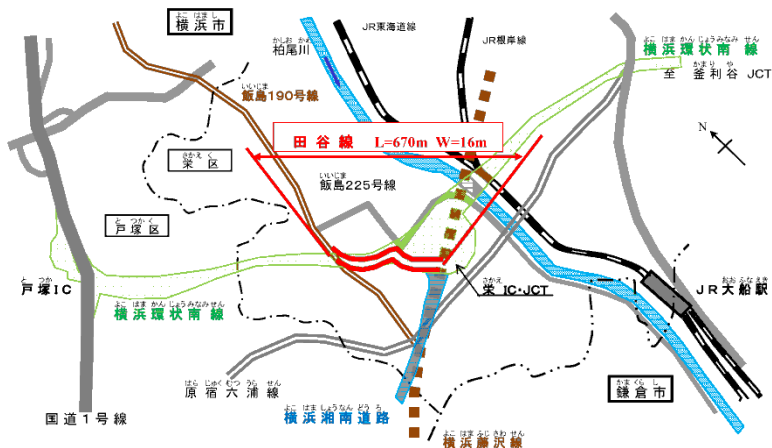 よこ はま し
横浜市
かしお がわ
柏尾川
JR東海道線
JR根岸線
よこ はま かん じょう みなみ せん
横浜環状南線
かまり や
至 釜利谷 JCT
いいじま
飯島190号線
N
田谷線 L=670m W=16m
さかえ く
栄区
いいじま
飯島225号線
と つか く
戸塚区
と つか
戸塚IC
さかえ
栄IC・JCT
おお ふな えき
JR大船駅
よこ はま かん じょう みなみ せん
横浜環状南線
はら じゅく むつ うら せん
原宿六浦線
かま くら し
鎌倉市
国道1号線
よこ はま しょうなん どう ろ
横浜湘南道路
よこ はま ふじ さわ せん
横浜藤沢線